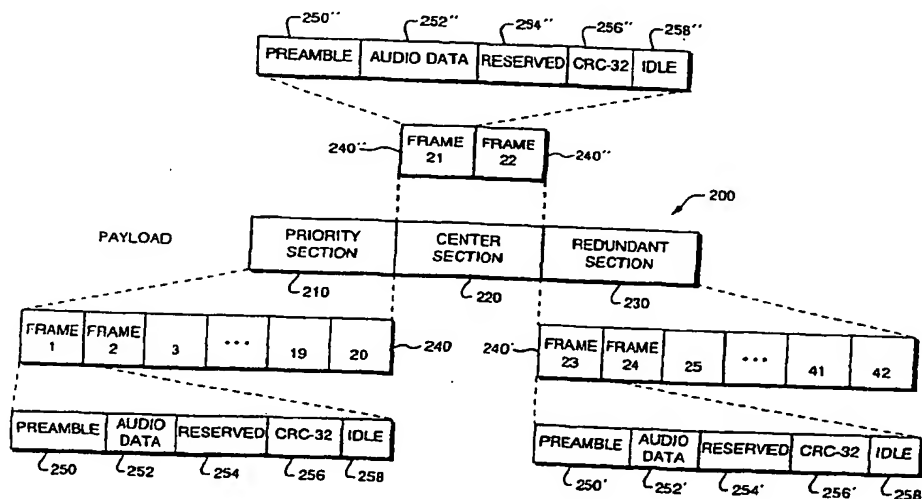 250'' 252'' 294'' 256'' 258''
PREAMBLE AUDIO DATA RESERVED CRC-32 IDLE
240'' FRAME 21 FRAME 22 240''
200
PAYLOAD PRIORITY SECTION CENTER SECTION REDUNDANT SECTION
210 220 230
FRAME 1 FRAME 2 3 ••• 19 20 240
240' FRAME 23 FRAME 24 25 ••• 41 42
PREAMBLE AUDIO DATA RESERVED CRC-32 IDLE
250 252 254 256 258
PREAMBLE AUDIO DATA RESERVED CRC-32 IDLE
250' 252' 254' 256' 258